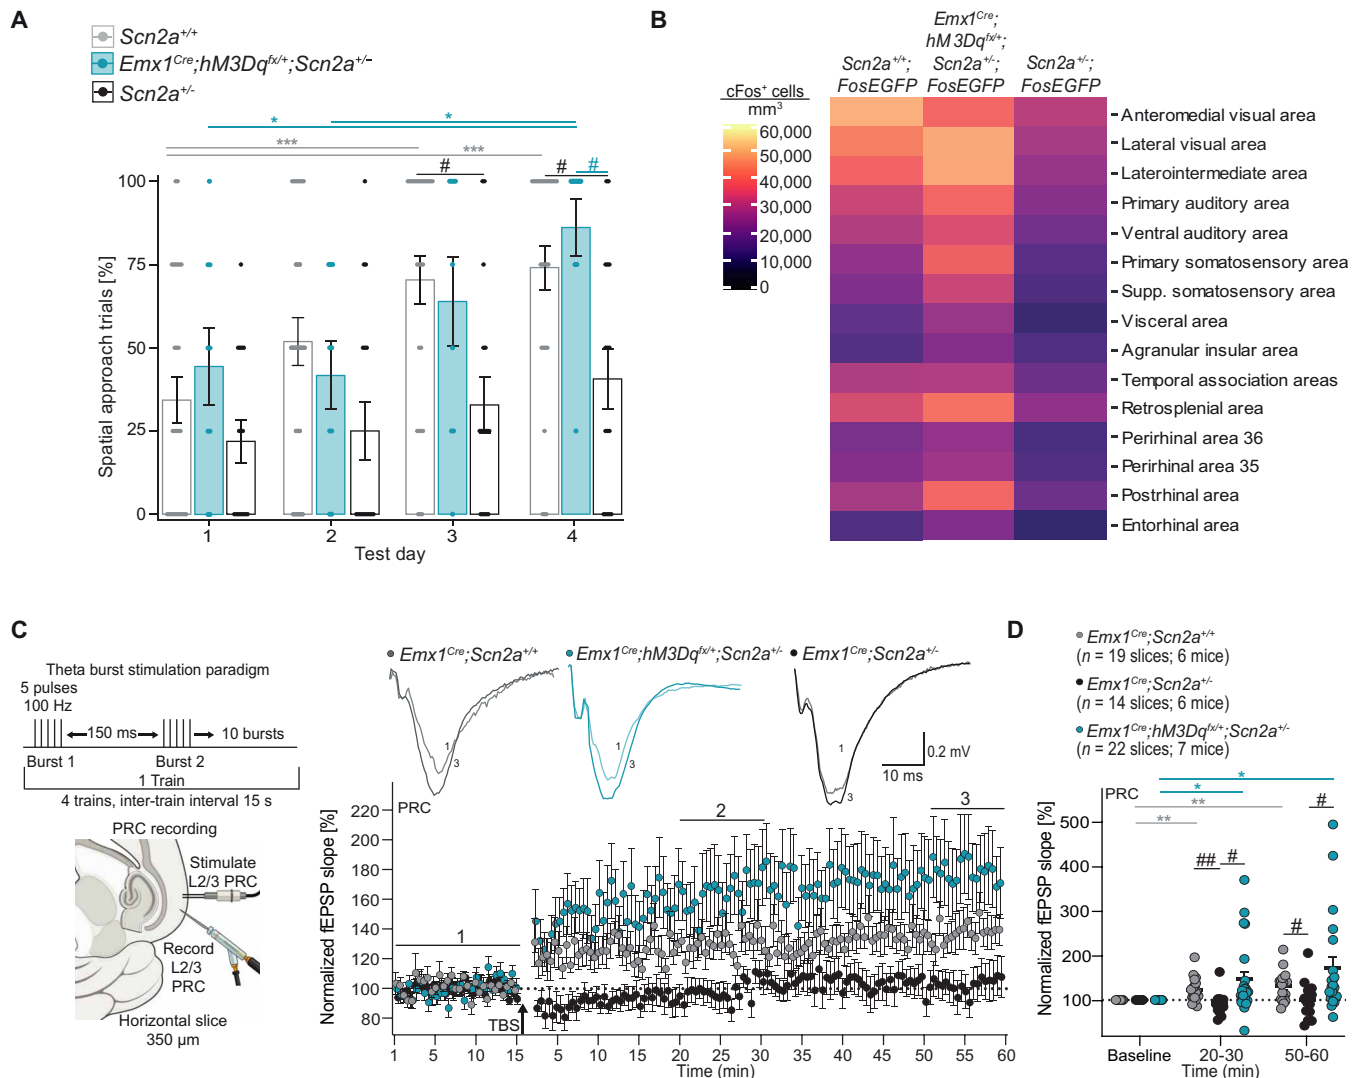 A
Scn2a+/+
Emx1Cre;hM3Dqfx/+;Scn2a+/−
Scn2a+/-
*
*
***
***
#
#
#
Spatial approach trials [%]
100
75
50
25
0
1
2
3
4
Test day
B
cFos+ cells
mm3
60,000
50,000
40,000
30,000
20,000
10,000
0
Scn2a+/+;
FosEGFP
Emx1Cre;
hM3Dqfx/+;
Scn2a+/-;
FosEGFP
Scn2a+/-;
FosEGFP
Anteromedial visual area
Lateral visual area
Laterointermediate area
Primary auditory area
Ventral auditory area
Primary somatosensory area
Supp. somatosensory area
Visceral area
Agranular insular area
Temporal association areas
Retrosplenial area
Perirhinal area 36
Perirhinal area 35
Postrhinal area
Entorhinal area
C
Theta burst stimulation paradigm
5 pulses
100 Hz
150 ms
10 bursts
Burst 1
Burst 2
1 Train
4 trains, inter-train interval 15 s
PRC recording
Stimulate
L2/3 PRC
Record
L2/3
PRC
Horizontal slice
350 µm
Emx1Cre;Scn2a+/+
Emx1Cre;hM3Dqfx/+;Scn2a+/-
Emx1Cre;Scn2a+/-
1
3
1
3
1
3
0.2 mV
10 ms
PRC
Normalized fEPSP slope [%]
220
200
180
160
140
120
100
80
1
2
3
TBS
1
5
10
15
5
10
15
20
25
30
35
40
45
50
55
60
Time (min)
D
Emx1Cre;Scn2a+/+
(n = 19 slices; 6 mice)
Emx1Cre;Scn2a+/-
(n = 14 slices; 6 mice)
Emx1Cre;hM3Dqfx/+;Scn2a+/-
(n = 22 slices; 7 mice)
PRC
*
*
**
**
#
##
#
#
Normalized fEPSP slope [%]
500
400
300
200
100
Baseline
20-30
50-60
Time (min)